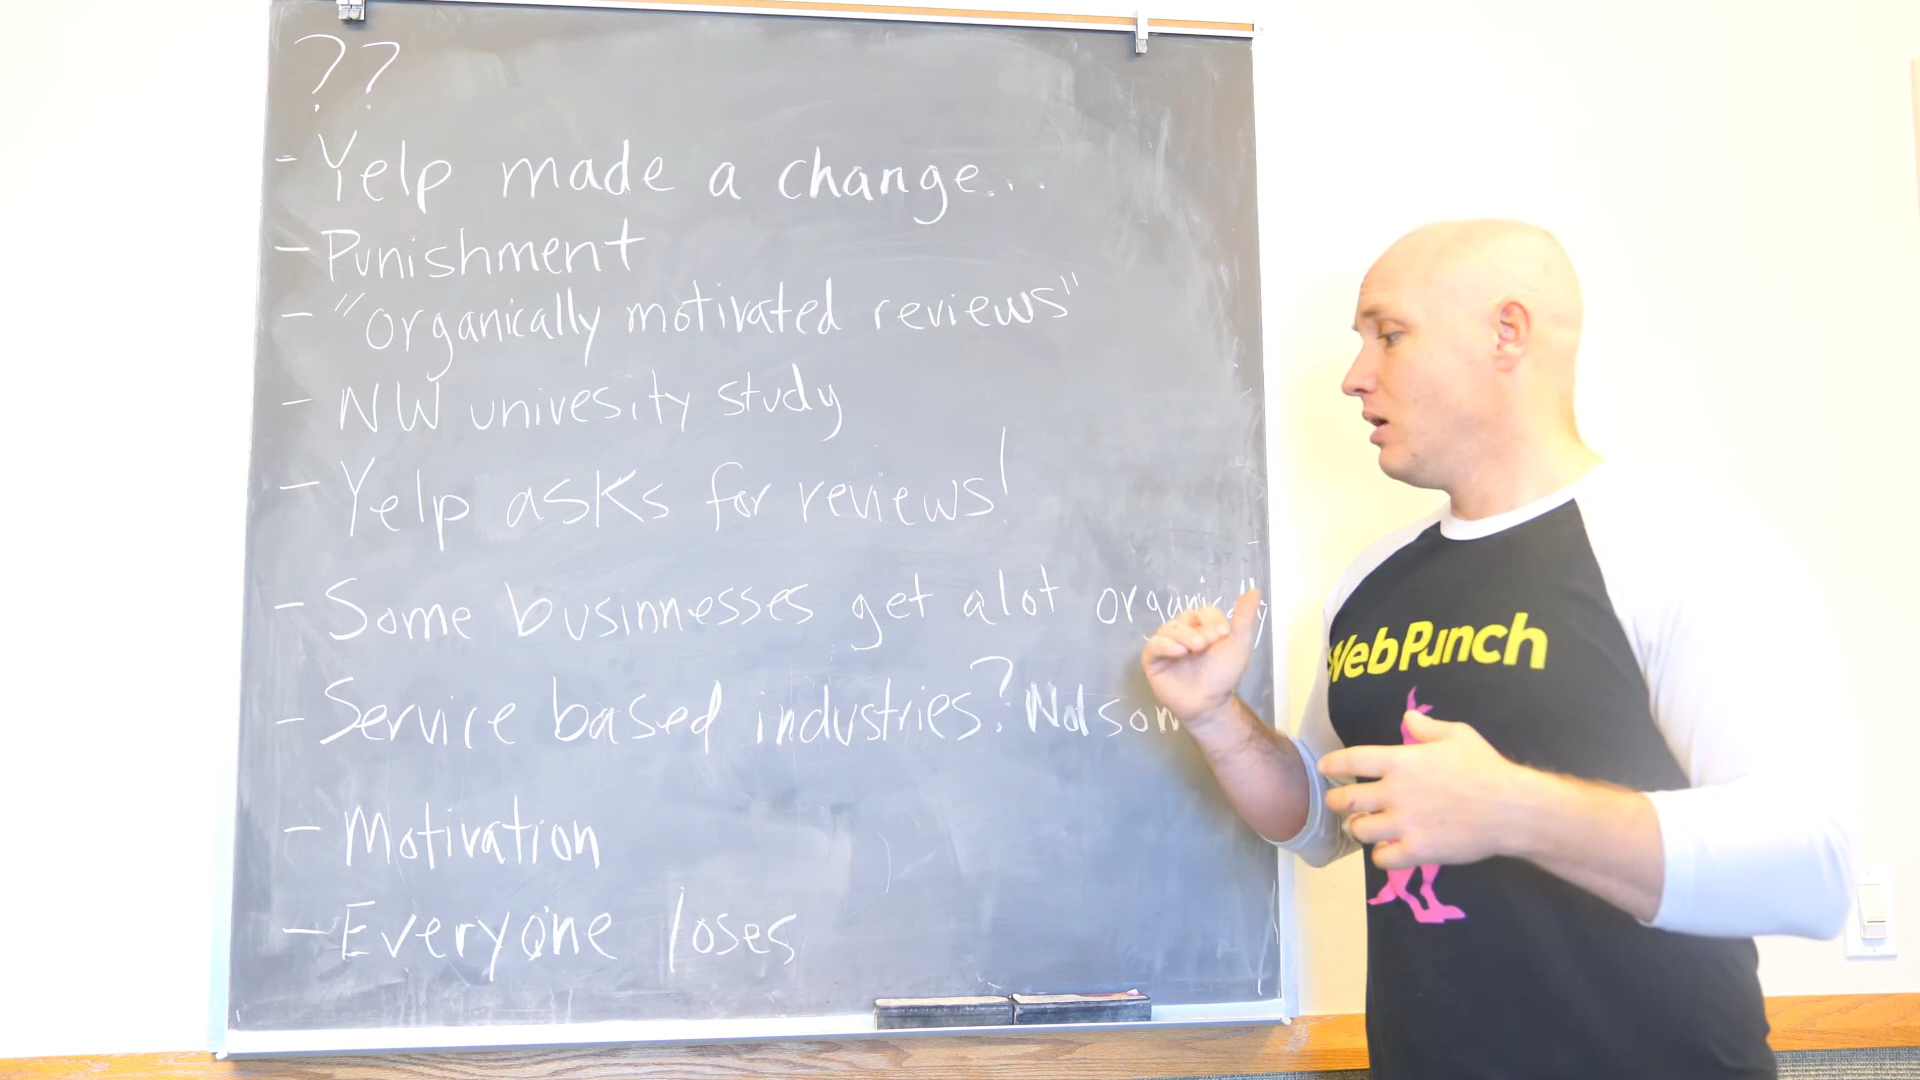 ??
- Yelp made a change...
- Punishment
- "organically motivated reviews"
- NW univesity study
- Yelp asks for reviews!
- Some businnesses get alot
- Service based industries?
- Motivation
- Everyone loses
WebPunch